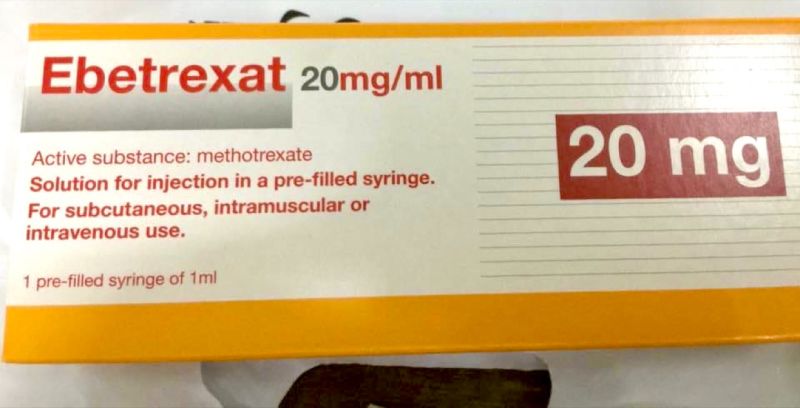 Ebetrexat 20mg/ml
20 mg
Active substance: methotrexate
Solution for injection in a pre-filled syringe.
For subcutaneous, intramuscular or
intravenous use.
1 pre-filled syringe of 1ml